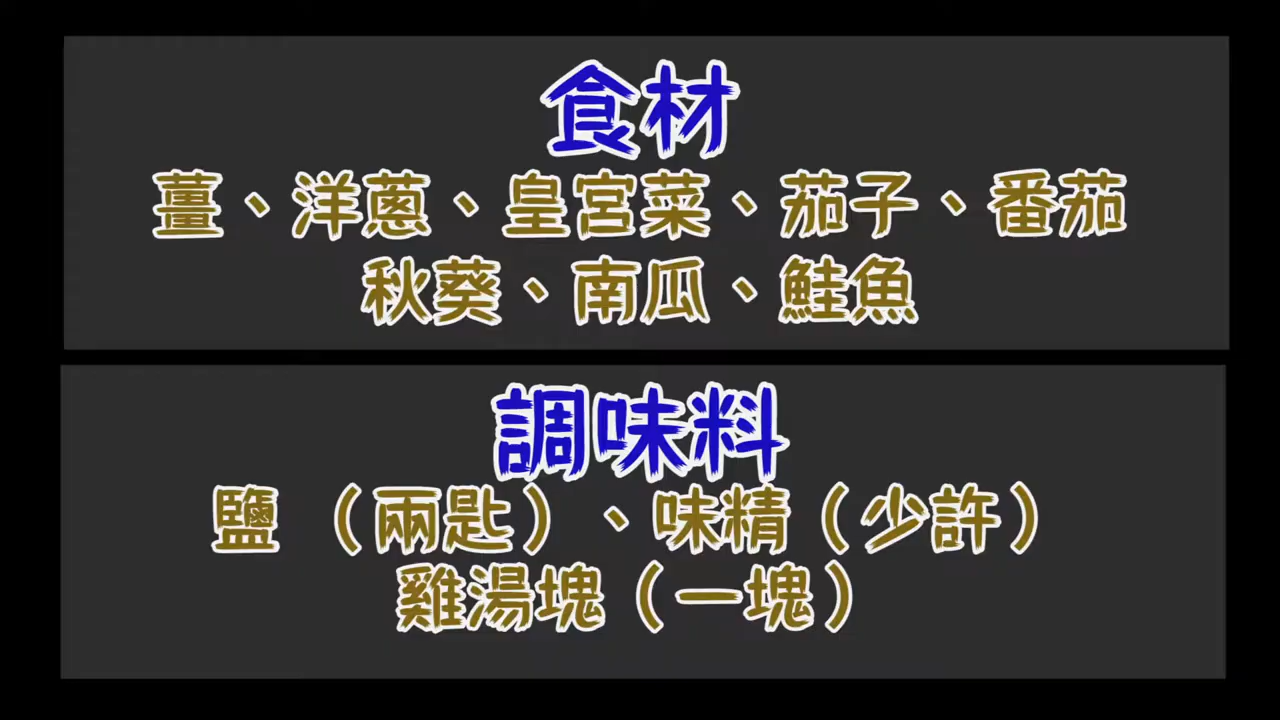 食材
薑、洋蔥、皇宮菜、茄子、番茄
秋葵、南瓜、鮭魚
調味料
鹽（兩匙）、味精（少許）
雞湯塊（一塊）